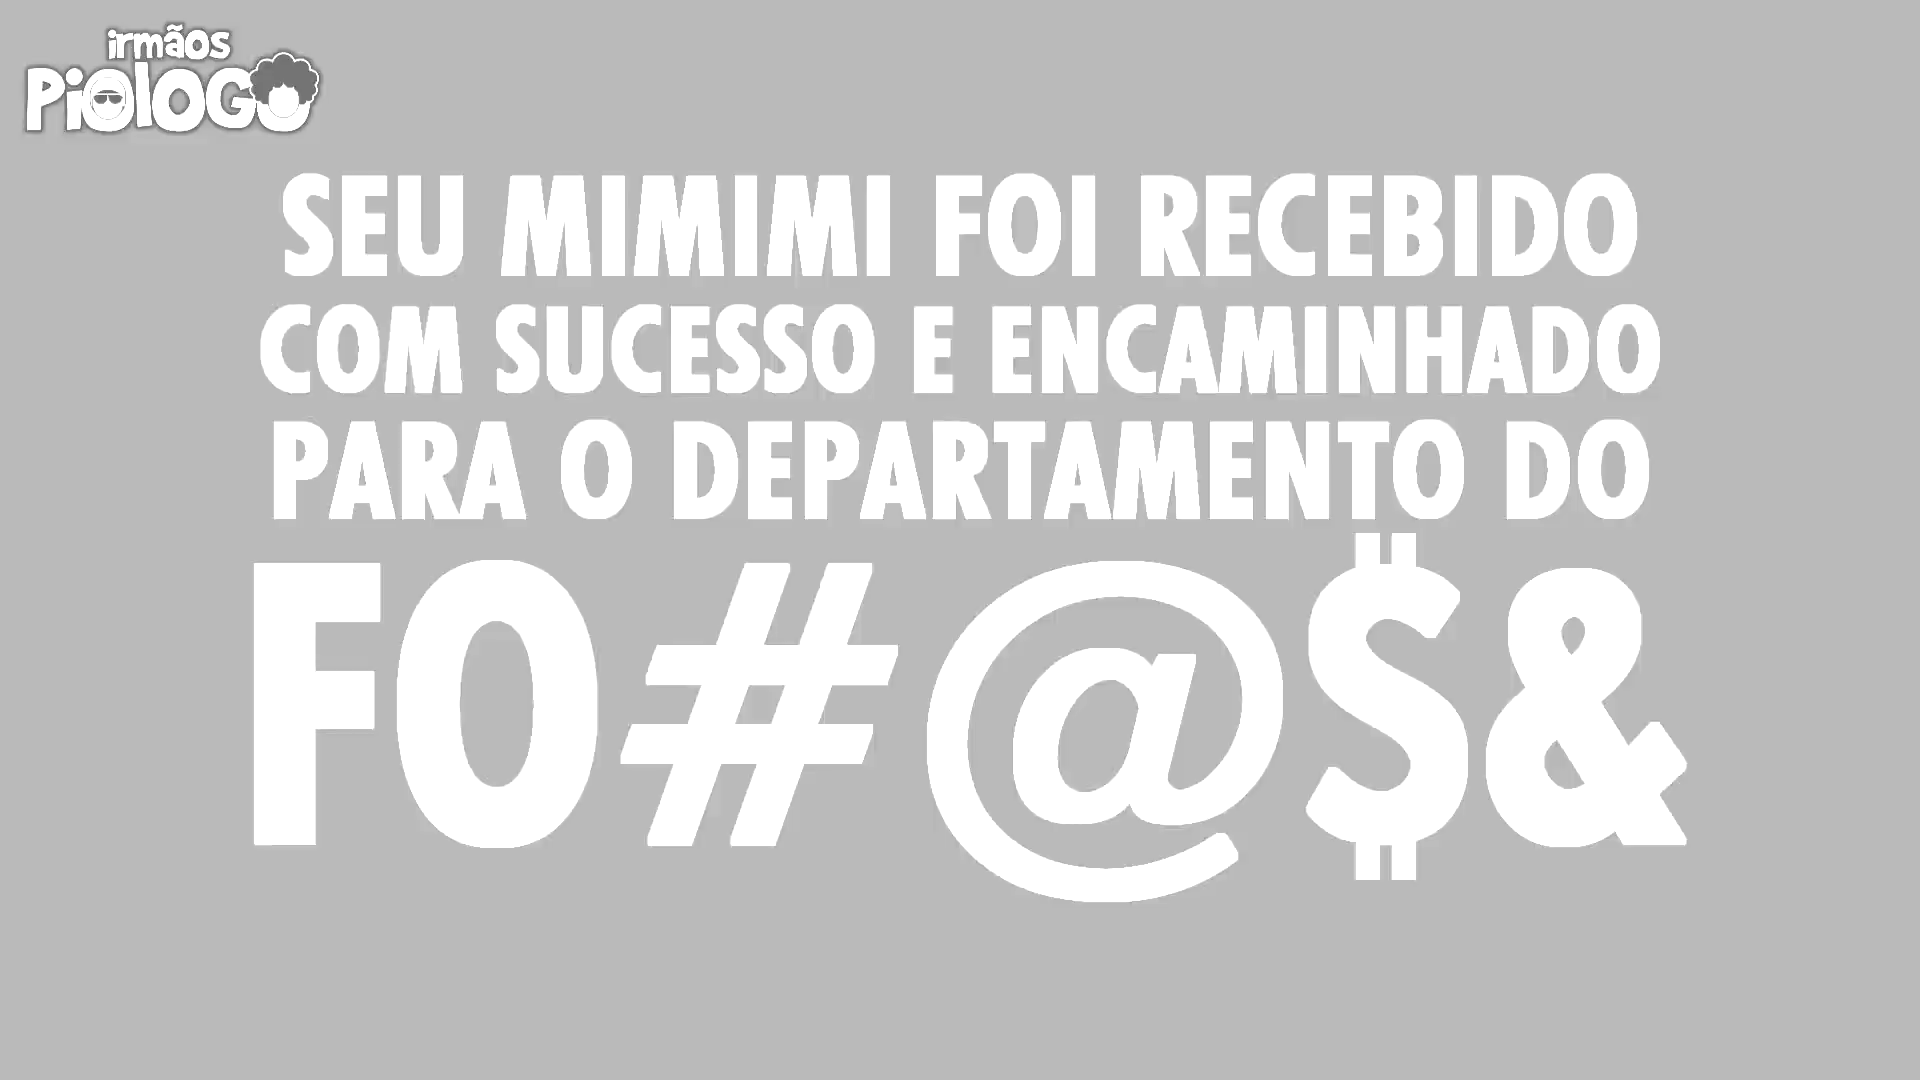 irmãos
PiOLOGO
SEU MIMIMI FOI RECEBIDO
COM SUCESSO E ENCAMINHADO
PARA O DEPARTAMENTO DO
FO#@$&